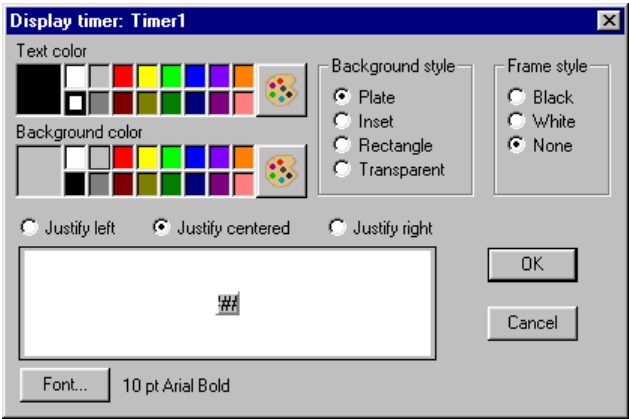 Display timer: Timer1
Text color
Background color
Background style
Plate
Inset
Rectangle
Transparent
Frame style
Black
White
None
Justify left
Justify centered
Justify right
##
OK
Cancel
Font...
10 pt Arial Bold